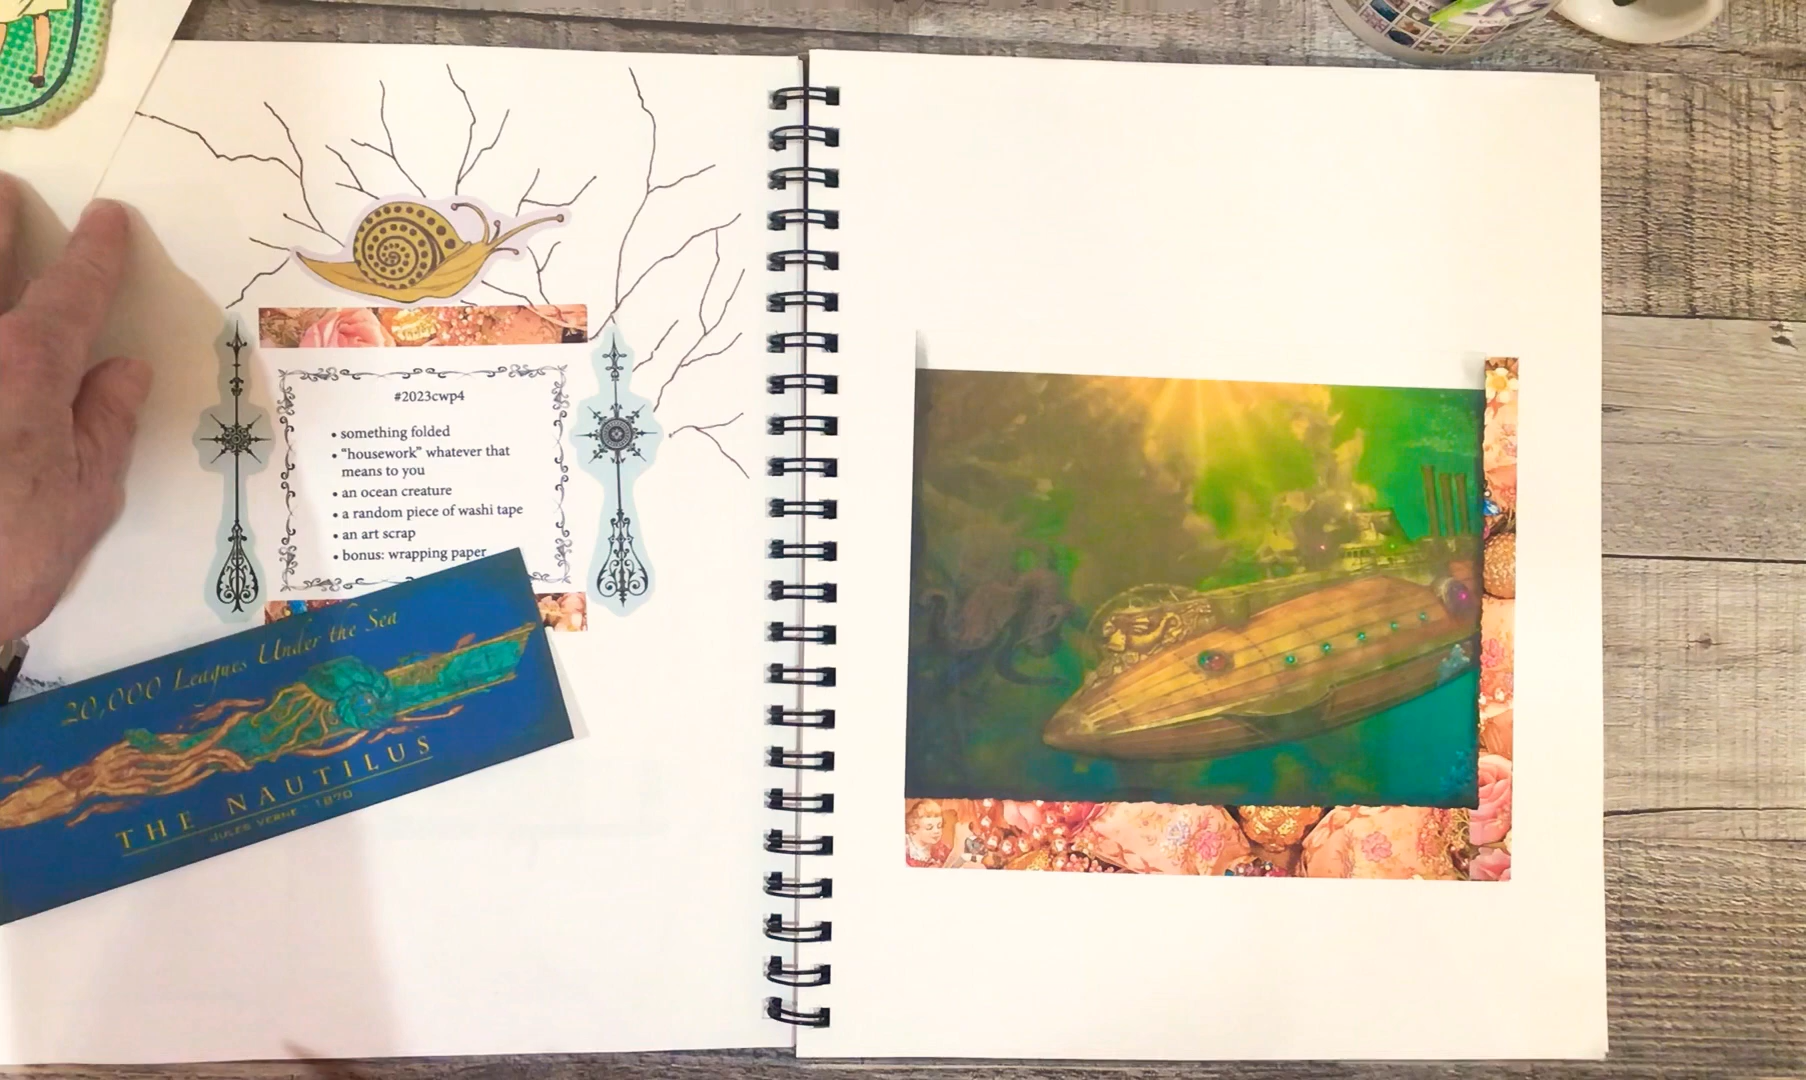 #2023cwp4
• something folded
• “housework” whatever that
means to you
• an ocean creature
• a random piece of washi tape
• an art scrap
• bonus: wrapping paper
20,000 Leagues Under the Sea
THE NAUTILUS
JULES VERNE - 1870